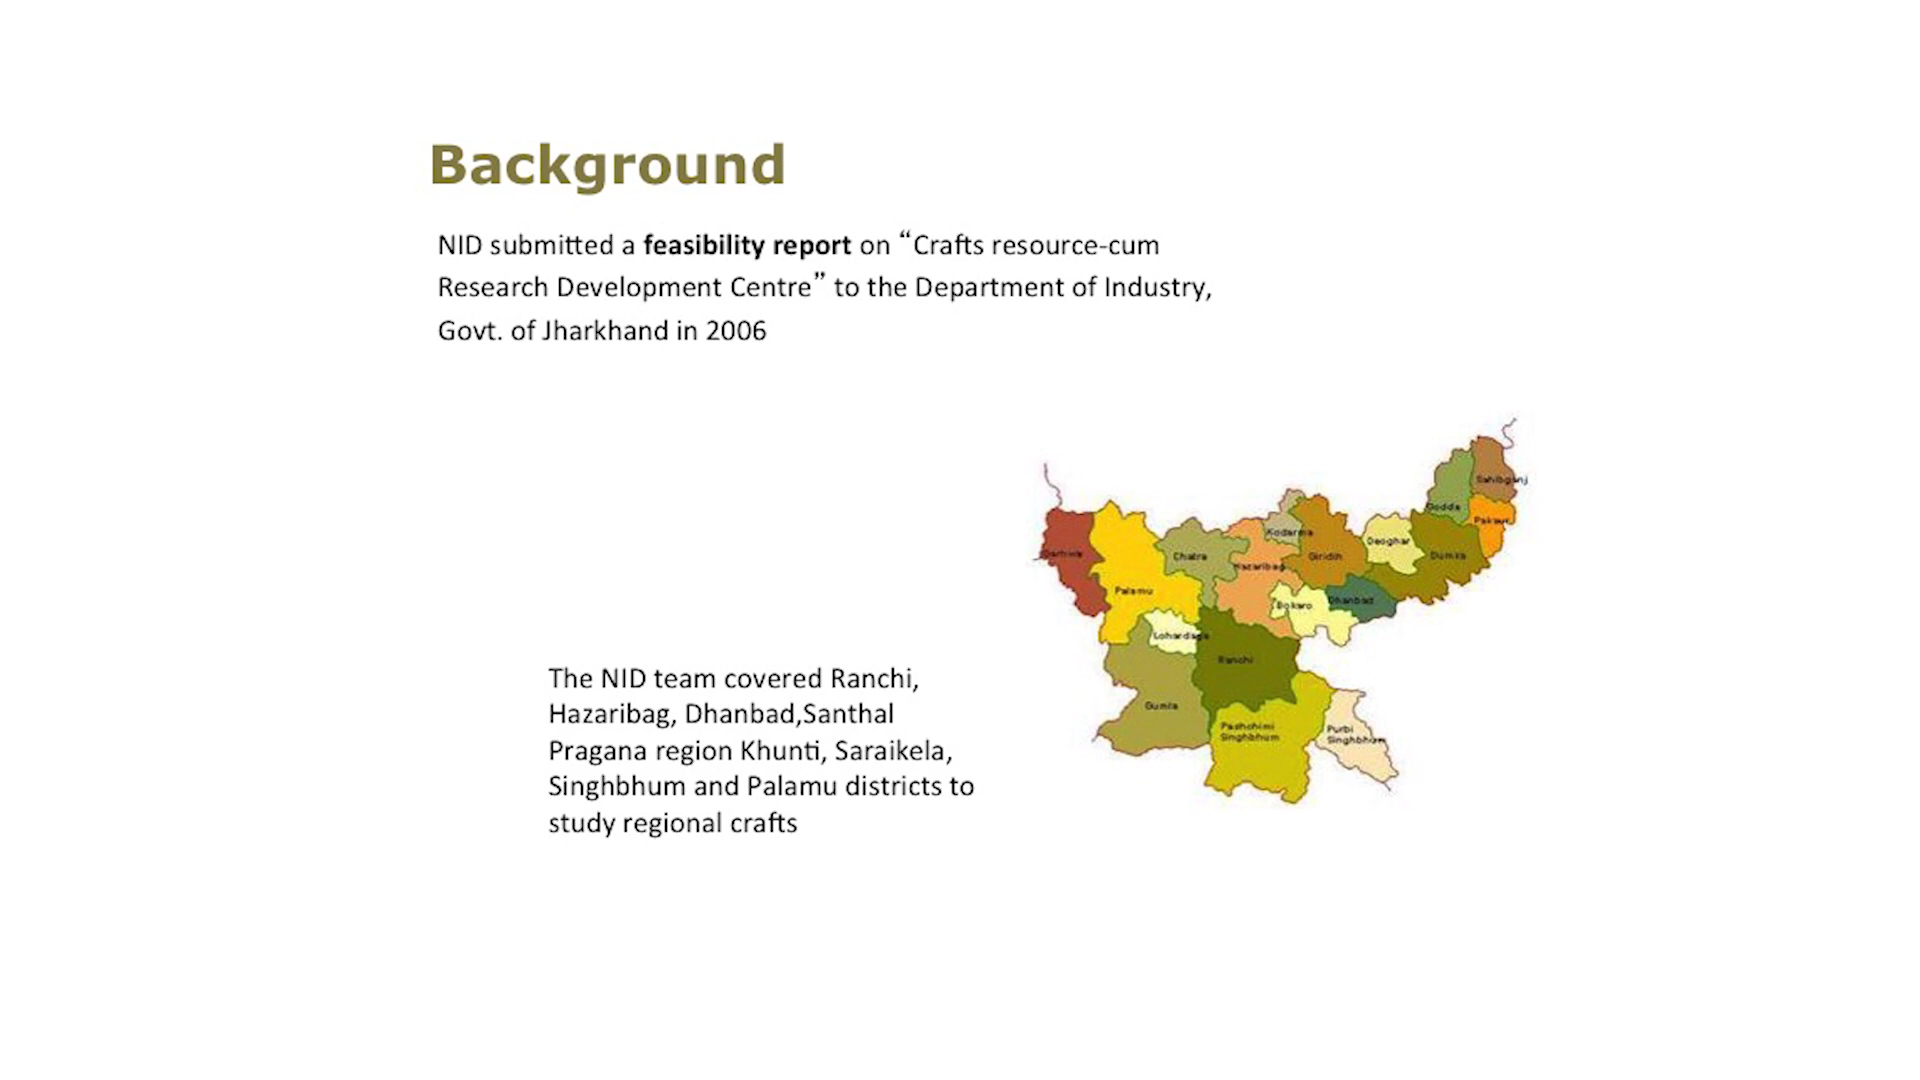 Background
NID submitted a feasibility report on “Crafts resource-cum
Research Development Centre” to the Department of Industry,
Govt. of Jharkhand in 2006
Sahibganj
Godda
Pakaur
Kodarma
Deoghar
Garhwa
Chatra
Giridih
Dumka
Hazaribag
Palamu
Bokaro
Dhanbad
Lohardaga
Ranchi
Gumla
Pashchimi
Singhbhum
Purbi
Singhbhum
The NID team covered Ranchi,
Hazaribag, Dhanbad,Santhal
Pragana region Khunti, Saraikela,
Singhbhum and Palamu districts to
study regional crafts